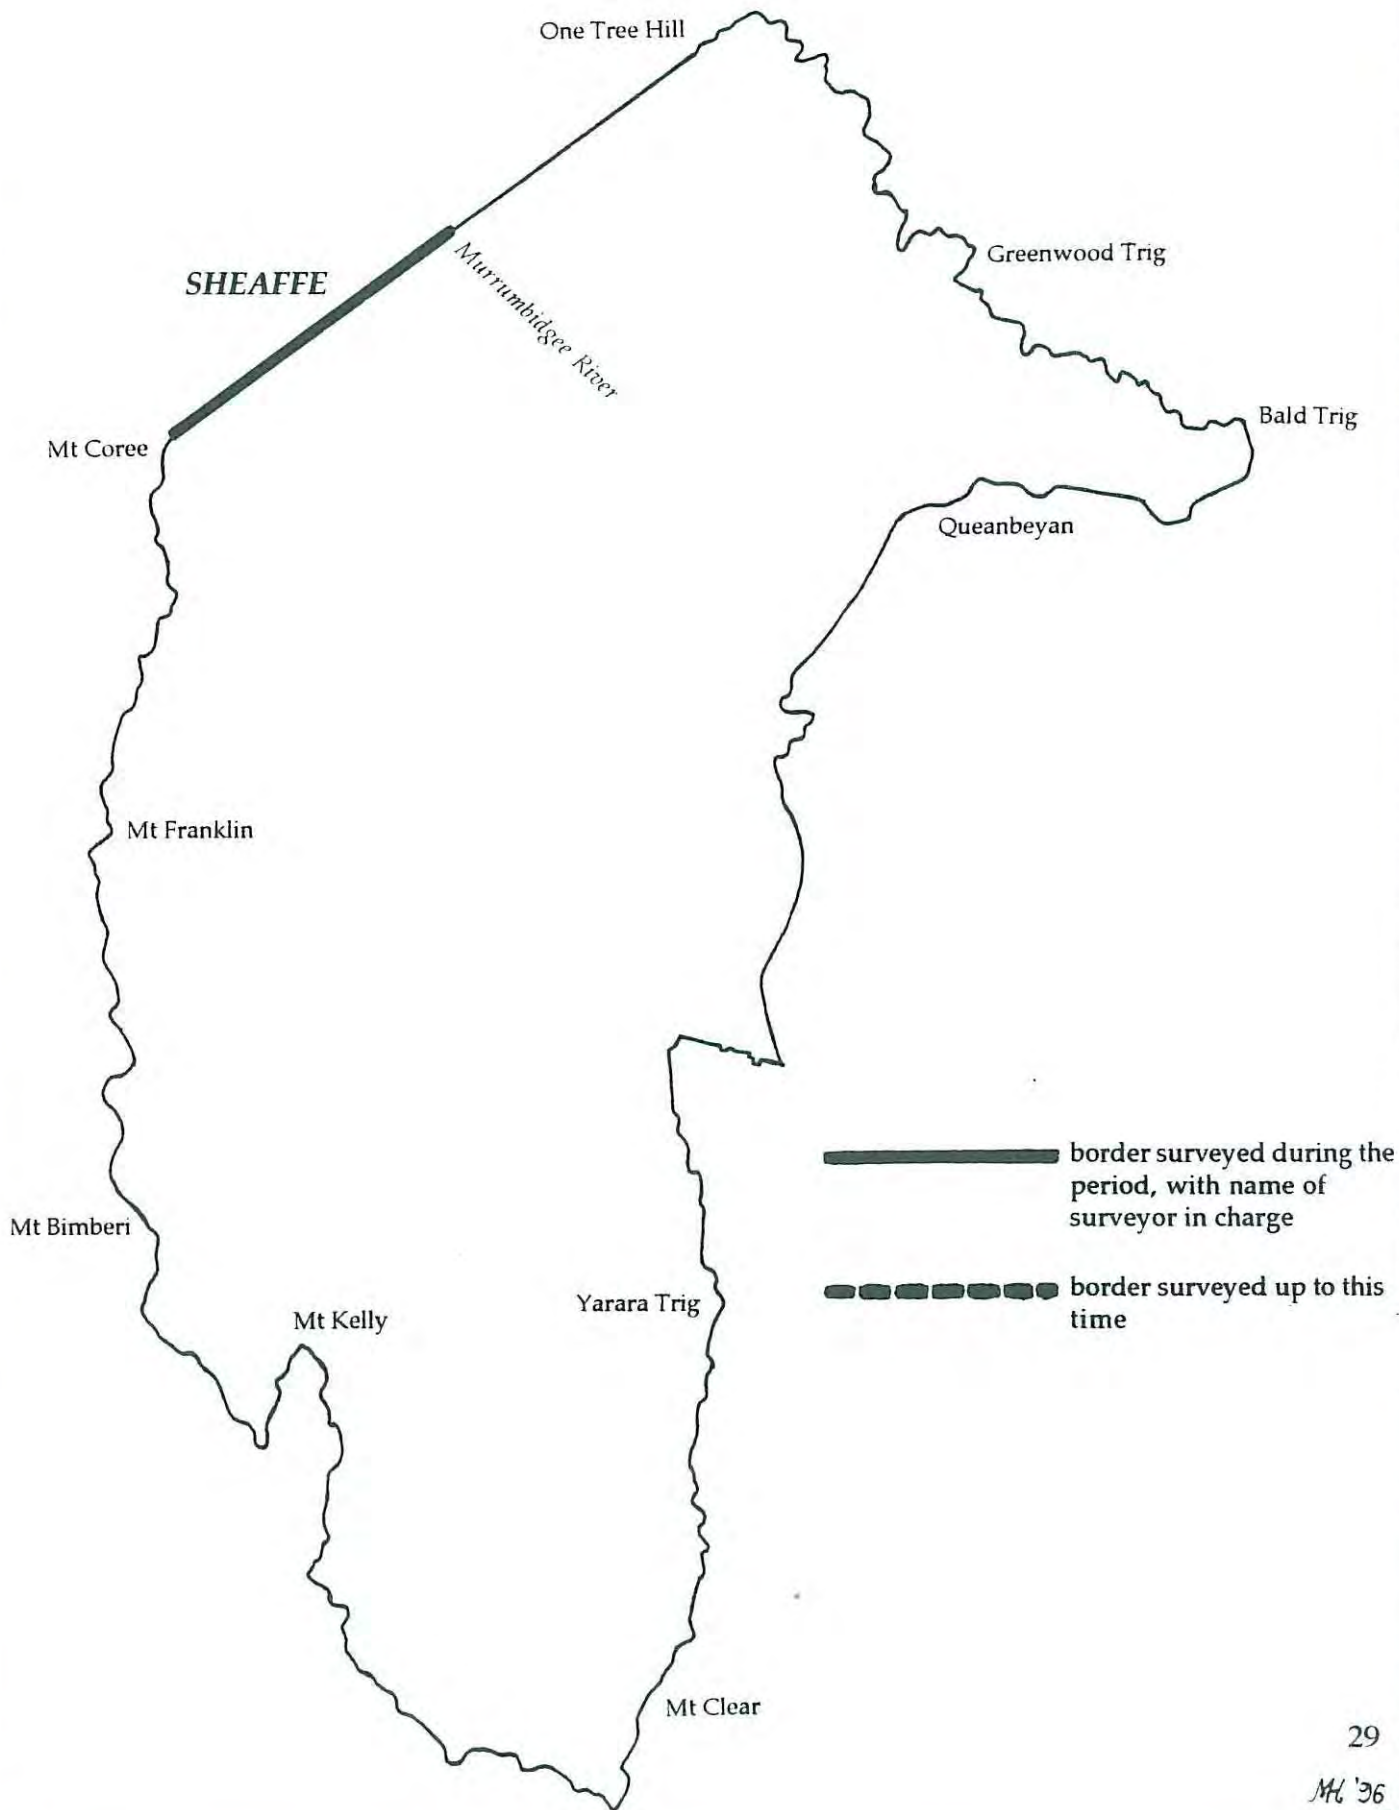 One Tree Hill
Greenwood Trig
SHEAFFE
Murrumbidgee River
Bald Trig
Mt Coree
Queanbeyan
Mt Franklin
border surveyed during the
period, with name of
surveyor in charge
Mt Bimberi
border surveyed up to this
time
Yarara Trig
Mt Kelly
Mt Clear
29
MH '96